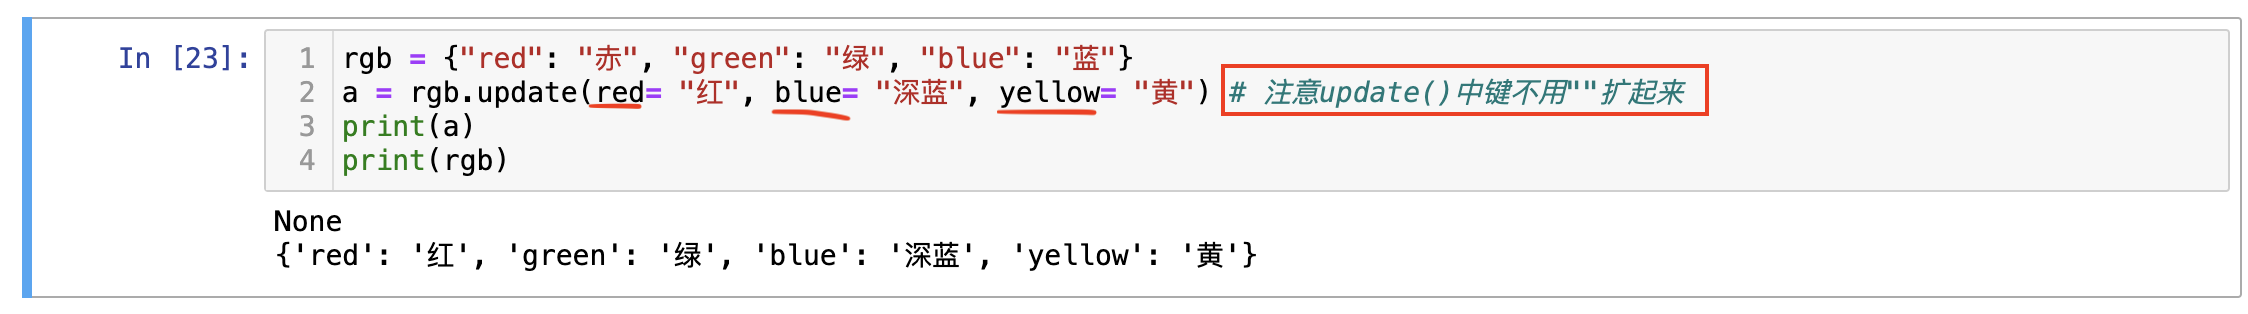 In [23]:
1 rgb = {"red": "赤", "green": "绿", "blue": "蓝"}
2 a = rgb.update(red= "红", blue= "深蓝", yellow= "黄") # 注意update()中键不用""扩起来
3 print(a)
4 print(rgb)
None
{'red': '红', 'green': '绿', 'blue': '深蓝', 'yellow': '黄'}